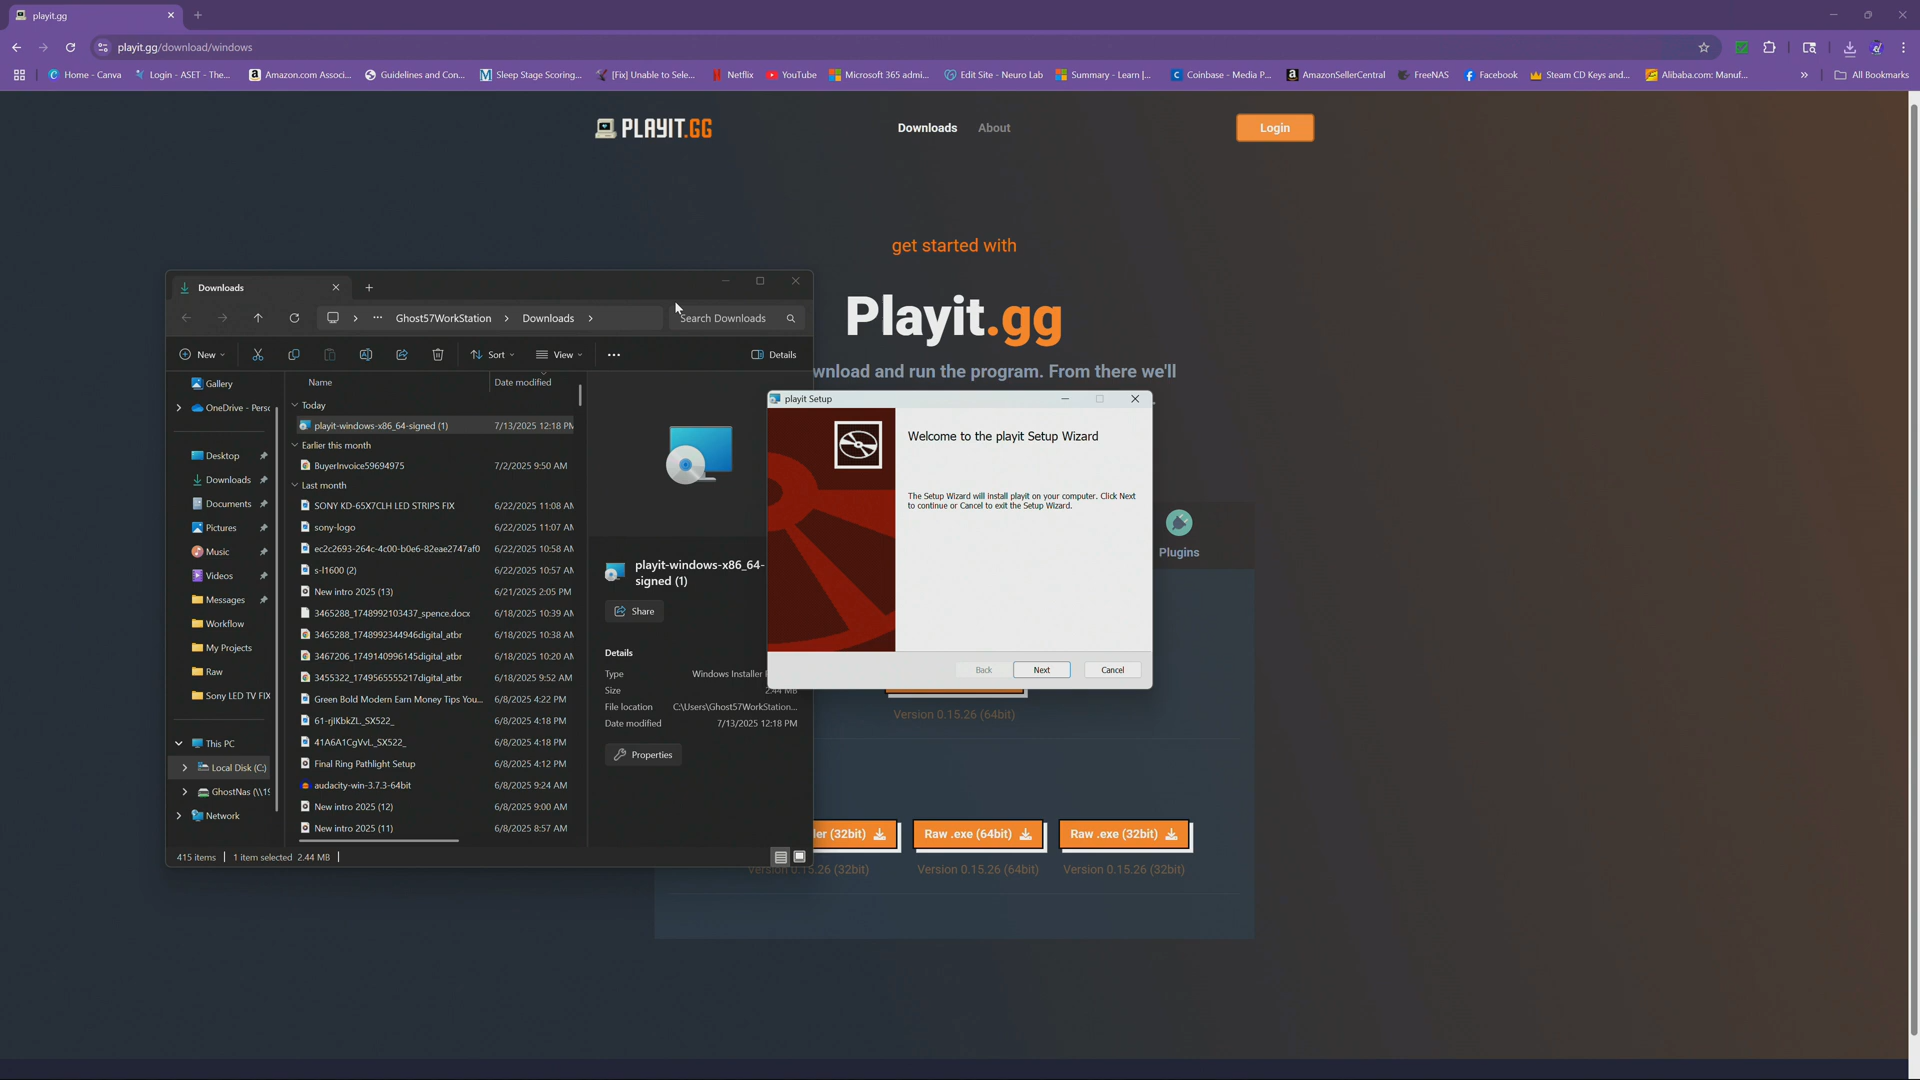 playit.gg
playit.gg/download/windows
Home - Canva
Login - ASET - The...
Amazon.com Associ...
Guidelines and Con...
Sleep Stage Scoring...
[Fix] Unable to Sele...
Netflix
YouTube
Microsoft 365 admi...
Edit Site - Neuro Lab
Summary - Learn |...
Coinbase - Media P...
AmazonSellerCentral
FreeNAS
Facebook
Steam CD Keys and...
Alibaba.com: Manuf...
All Bookmarks
PLAYIT.GG
Downloads
About
Login
get started with
Playit.gg
wnload and run the program. From there we'll
Plugins
Version 0.15.26 (64bit)
ler (32bit)
Raw .exe (64bit)
Raw .exe (32bit)
Version 0.15.26 (32bit)
Version 0.15.26 (64bit)
Version 0.15.26 (32bit)
Downloads
Ghost57WorkStation
Downloads
Search Downloads
New
Sort
View
Details
Gallery
OneDrive - Perso
Desktop
Downloads
Documents
Pictures
Music
Videos
Messages
Workflow
My Projects
Raw
Sony LED TV FIX
This PC
Local Disk (C:)
GhostNas (\\19
Network
Name
Date modified
Today
playit-windows-x86_64-signed (1) 7/13/2025 12:18 PM
Earlier this month
BuyerInvoice59694975 7/2/2025 9:50 AM
Last month
SONY KD-65X7CLH LED STRIPS FIX 6/22/2025 11:08 AM
sony-logo 6/22/2025 11:07 AM
ec2c2693-264c-4c00-b0e6-82eae2747af0 6/22/2025 10:58 AM
s-l1600 (2) 6/22/2025 10:57 AM
New intro 2025 (13) 6/21/2025 2:05 PM
3465288_1748992103437_spence.docx 6/18/2025 10:39 AM
3465288_1748992344946digital_atbr 6/18/2025 10:38 AM
3467206_1749140996145digital_atbr 6/18/2025 10:20 AM
3455322_1749565555217digital_atbr 6/18/2025 9:52 AM
Green Bold Modern Earn Money Tips You... 6/8/2025 4:22 PM
61-rjlKbkZL._SX522_ 6/8/2025 4:18 PM
41A6A1CgVvL._SX522_ 6/8/2025 4:18 PM
Final Ring Pathlight Setup 6/8/2025 4:12 PM
audacity-win-3.7.3-64bit 6/8/2025 9:24 AM
New intro 2025 (12) 6/8/2025 9:00 AM
New intro 2025 (11) 6/8/2025 8:57 AM
playit-windows-x86_64-
signed (1)
Share
Details
Type Windows Installer
Size 2.44 MB
File location C:\Users\Ghost57WorkStation...
Date modified 7/13/2025 12:18 PM
Properties
415 items
1 item selected 2.44 MB
playit Setup
Welcome to the playit Setup Wizard
The Setup Wizard will install playit on your computer. Click Next
to continue or Cancel to exit the Setup Wizard.
Back
Next
Cancel